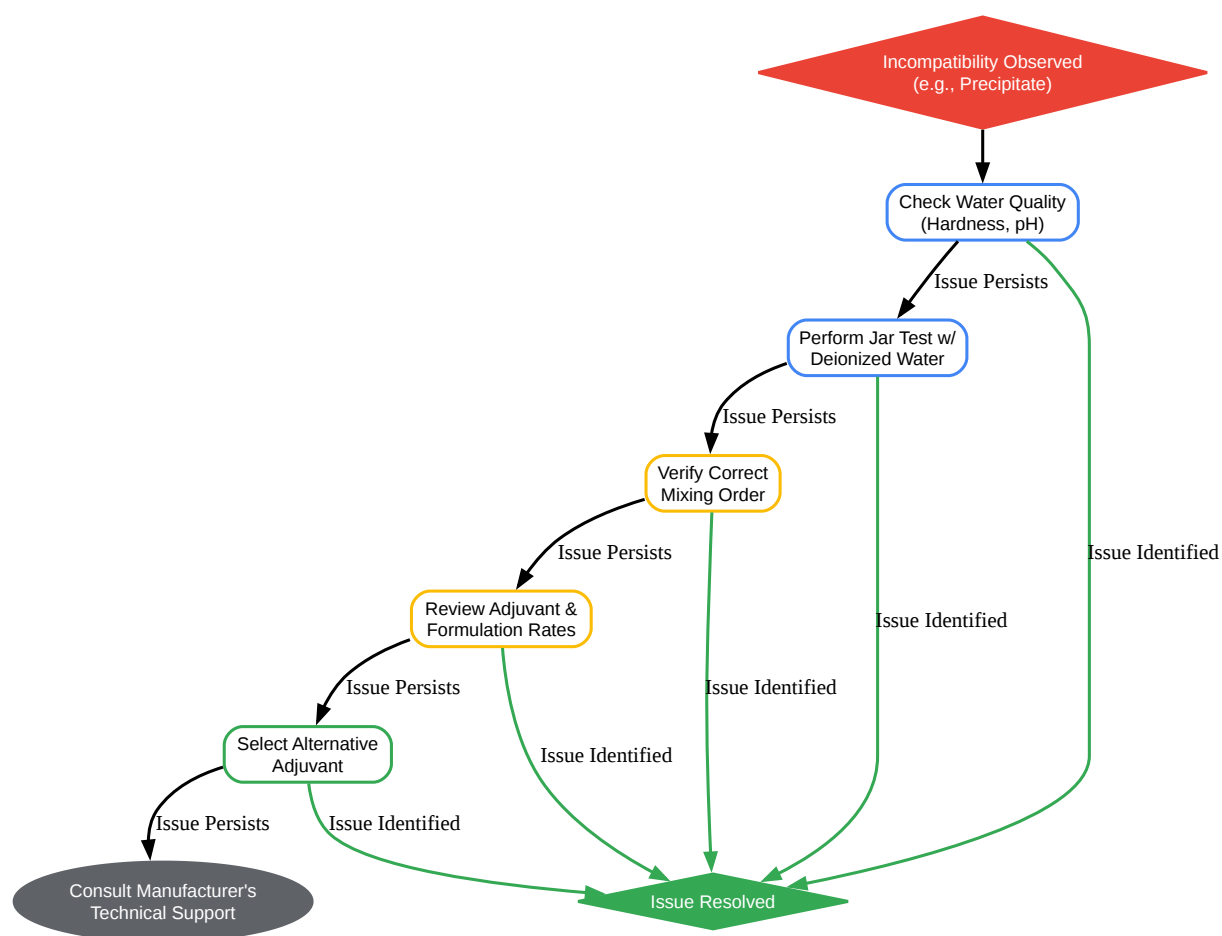 Incompatibility Observed
(e.g., Precipitate)
Check Water Quality
(Hardness, pH)
Issue Persists
Perform Jar Test w/
Deionized Water
Issue Persists
Verify Correct
Mixing Order
Issue Persists
Issue Identified
Review Adjuvant &
Formulation Rates
Issue Identified
Issue Persists
Issue Identified
Select Alternative
Adjuvant
Issue Identified
Issue Persists
Issue Identified
Consult Manufacturer's
Technical Support
Issue Resolved